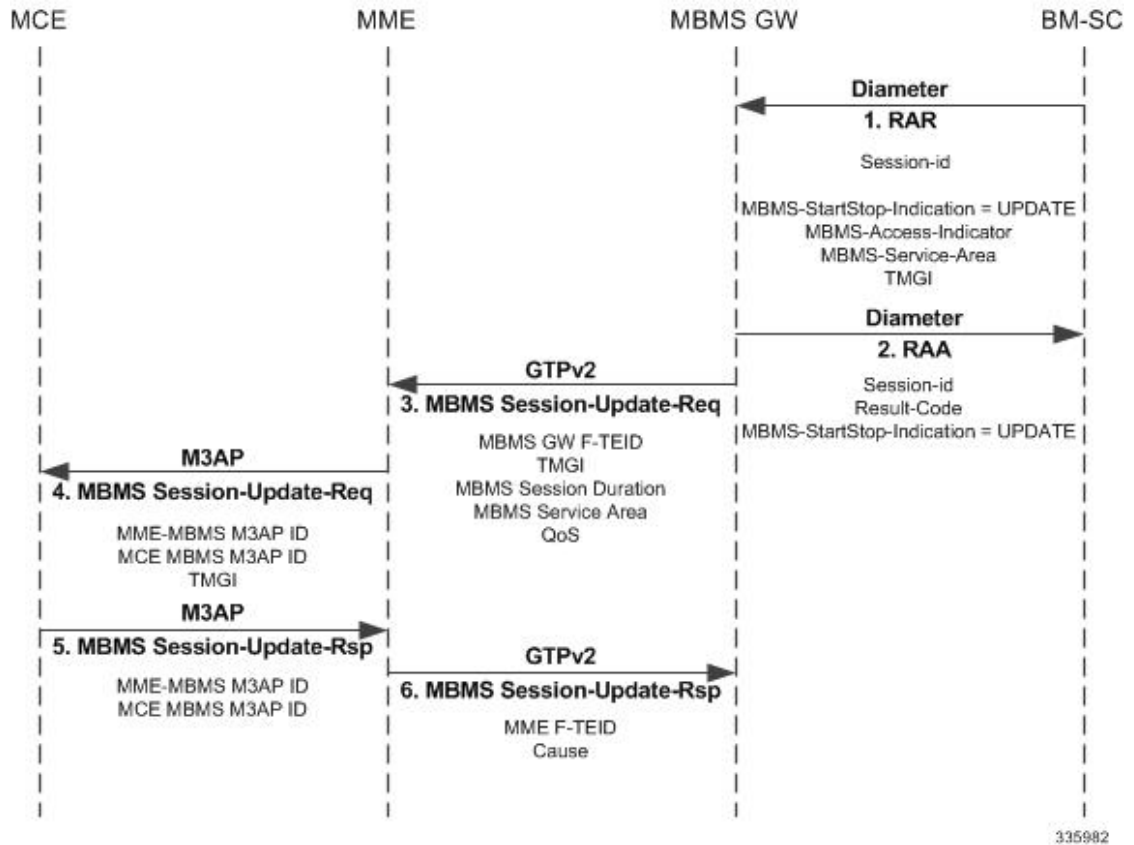 MCE MME MBMS GW BM-SC
Diameter
1. RAR
Session-id
MBMS-StartStop-Indication = UPDATE
MBMS-Access-Indicator
MBMS-Service-Area
TMGI
Diameter
2. RAA
Session-id
Result-Code
MBMS-StartStop-Indication = UPDATE
GTPv2
3. MBMS Session-Update-Req
MBMS GW F-TEID
TMGI
MBMS Session Duration
MBMS Service Area
QoS
M3AP
4. MBMS Session-Update-Req
MME-MBMS M3AP ID
MCE MBMS M3AP ID
TMGI
M3AP
5. MBMS Session-Update-Rsp
MME-MBMS M3AP ID
MCE MBMS M3AP ID
GTPv2
6. MBMS Session-Update-Rsp
MME F-TEID
Cause
335982